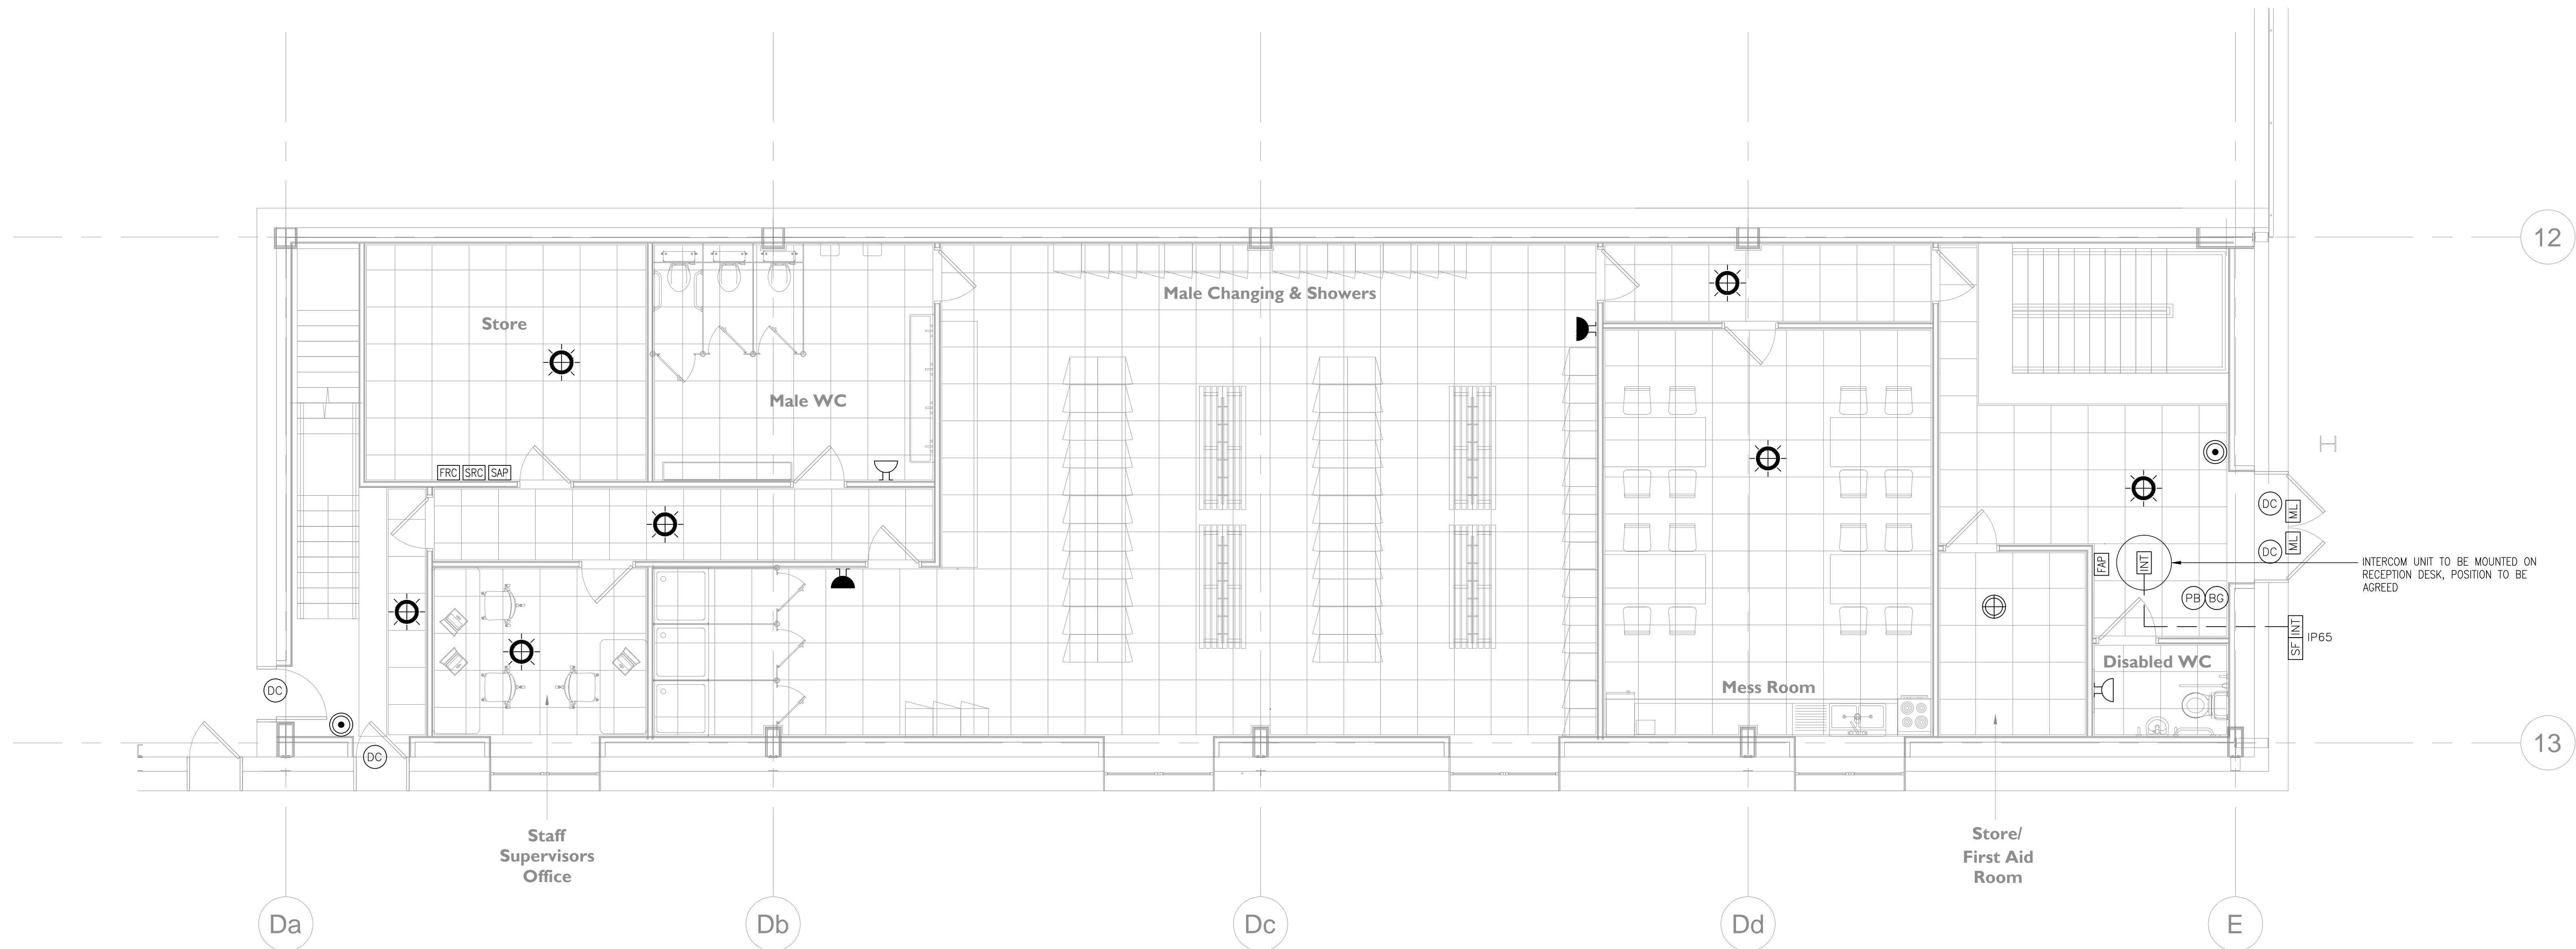 12
Male Changing & Showers
Store
Male WC
H
FRC SRC SAP
DC ML
DC ML
FAP
INT
INTERCOM UNIT TO BE MOUNTED ON
RECEPTION DESK, POSITION TO BE
AGREED
PB BG
SF INT
IP65
Disabled WC
Mess Room
DC
DC
13
Staff
Supervisors
Office
Store/
First Aid
Room
Da
Db
Dc
Dd
E